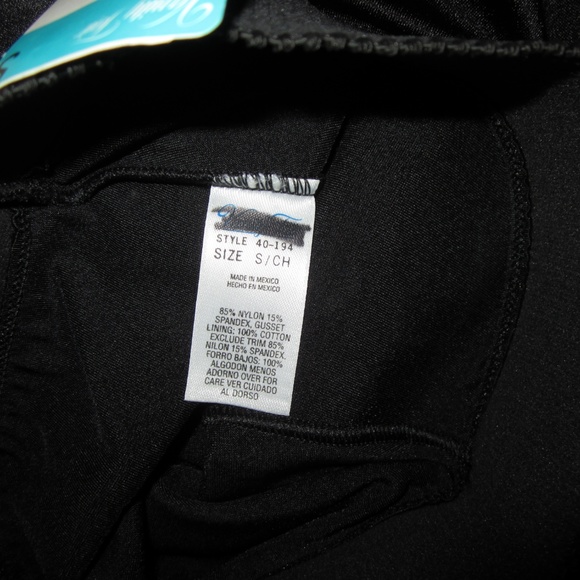 Vanity Fair
STYLE 40-194
SIZE S/CH
MADE IN MEXICO
HECHO EN MEXICO
85% NYLON 15%
SPANDEX, GUSSET
LINING: 100% COTTON
EXCLUDE TRIM 85%
NILON 15% SPANDEX,
FORRO BAJOS: 100%
ALGODON MENOS
ADORNO OVER FOR
CARE VER CUIDADO
AL DORSO